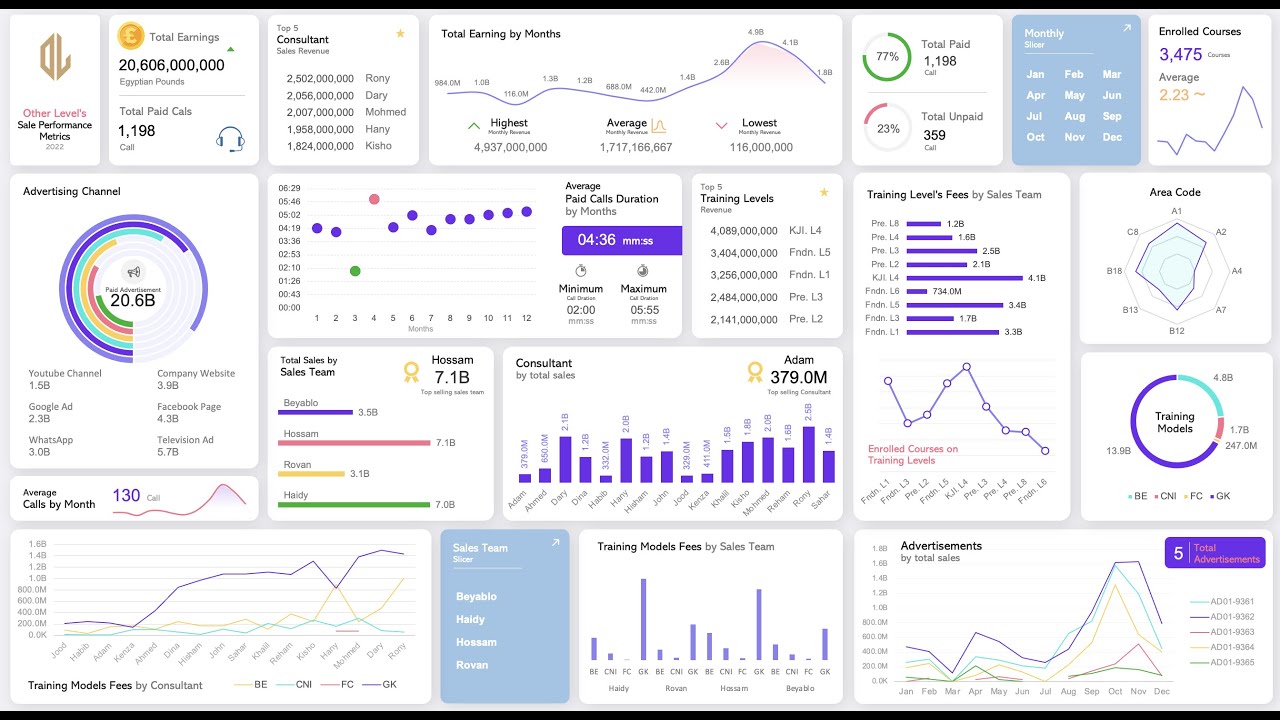 Other Level's
Sale Performance
Metrics
2022
Total Earnings
20,606,000,000
Egyptian Pounds
Total Paid Cals
1,198
Call
Top 5
Consultant
Sales Revenue
2,502,000,000 Rony
2,056,000,000 Dary
2,007,000,000 Mohmed
1,958,000,000 Hany
1,824,000,000 Kisho
Total Earning by Months
984.0M 1.0B 116.0M 1.3B 1.2B 688.0M 442.0M 1.4B 2.6B 4.9B 4.1B 1.8B
Highest
Monthly Revenue
4,937,000,000
Average
Monthly Revenue
1,717,166,667
Lowest
Monthly Revenue
116,000,000
77%
Total Paid
1,198
Call
23%
Total Unpaid
359
Call
Monthly
Slicer
Jan Feb Mar
Apr May Jun
Jul Aug Sep
Oct Nov Dec
Enrolled Courses
3,475 Courses
Average
2.23
Advertising Channel
Paid Advertisement
20.6B
Youtube Channel
1.5B
Company Website
3.9B
Google Ad
2.3B
Facebook Page
4.3B
WhatsApp
3.0B
Television Ad
5.7B
06:29
05:46
05:02
04:19
03:36
02:53
02:10
01:26
00:43
00:00
1 2 3 4 5 6 7 8 9 10 11 12
Months
Average
Paid Calls Duration
by Months
04:36 mm:ss
Minimum
Call Dration
02:00
mm:ss
Maximum
Call Dration
05:55
mm:ss
Top 5
Training Levels
Revenue
4,089,000,000 KJI. L4
3,404,000,000 Fndn. L5
3,256,000,000 Fndn. L1
2,484,000,000 Pre. L3
2,141,000,000 Pre. L2
Training Level's Fees by Sales Team
Pre. L8 1.2B
Pre. L4 1.6B
Pre. L3 2.5B
Pre. L2 2.1B
KJI. L4 4.1B
Fndn. L6 734.0M
Fndn. L5 3.4B
Fndn. L3 1.7B
Fndn. L1 3.3B
Enrolled Courses on
Training Levels
Fndn. L1 Fndn. L3 Pre. L2 Fndn. L5 KJI. L4 Pre. L3 Pre. L4 Pre. L8 Fndn. L6
Area Code
A1
A2
A4
A7
B12
B13
B18
C8
Training
Models
4.8B
1.7B
247.0M
13.9B
BE CNI FC GK
Average
Calls by Month
130 Call
Total Sales by
Sales Team
Hossam
7.1B
Top selling sales team
Beyablo
3.5B
Hossam
7.1B
Rovan
3.1B
Haidy
7.0B
Consultant
by total sales
Adam
379.0M
Top selling Consultant
379.0M 650.0M 2.1B 1.2B 332.0M 2.0B 1.2B 1.4B 329.0M 411.0M 1.5B 1.8B 2.0B 1.6B 2.5B 1.4B
Adam Ahmed Dary Dina Habib Hany Hisham John Jood Kenza Khalil Kisho Mohmed Reham Rony Sahar
1.6B
1.4B
1.2B
1.0B
800.0M
600.0M
400.0M
200.0M
0.0K
Jood Habib Adam Kenza Ahmed Dina Hisham John Sahar Khalil Reham Kisho Hany Mohmed Dary Rony
Training Models Fees by Consultant
BE CNI FC GK
Sales Team
Slicer
Beyablo
Haidy
Hossam
Rovan
Training Models Fees by Sales Team
BE CNI FC GK BE CNI GK BE CNI FC GK BE CNI FC GK
Haidy Rovan Hossam Beyablo
Advertisements
by total sales
5 Total
Advertisements
1.8B
1.6B
1.4B
1.2B
1.0B
800.0M
600.0M
400.0M
200.0M
0.0K
Jan Feb Mar Apr May Jun Jul Aug Sep Oct Nov Dec
AD01-9361
AD01-9362
AD01-9363
AD01-9364
AD01-9365